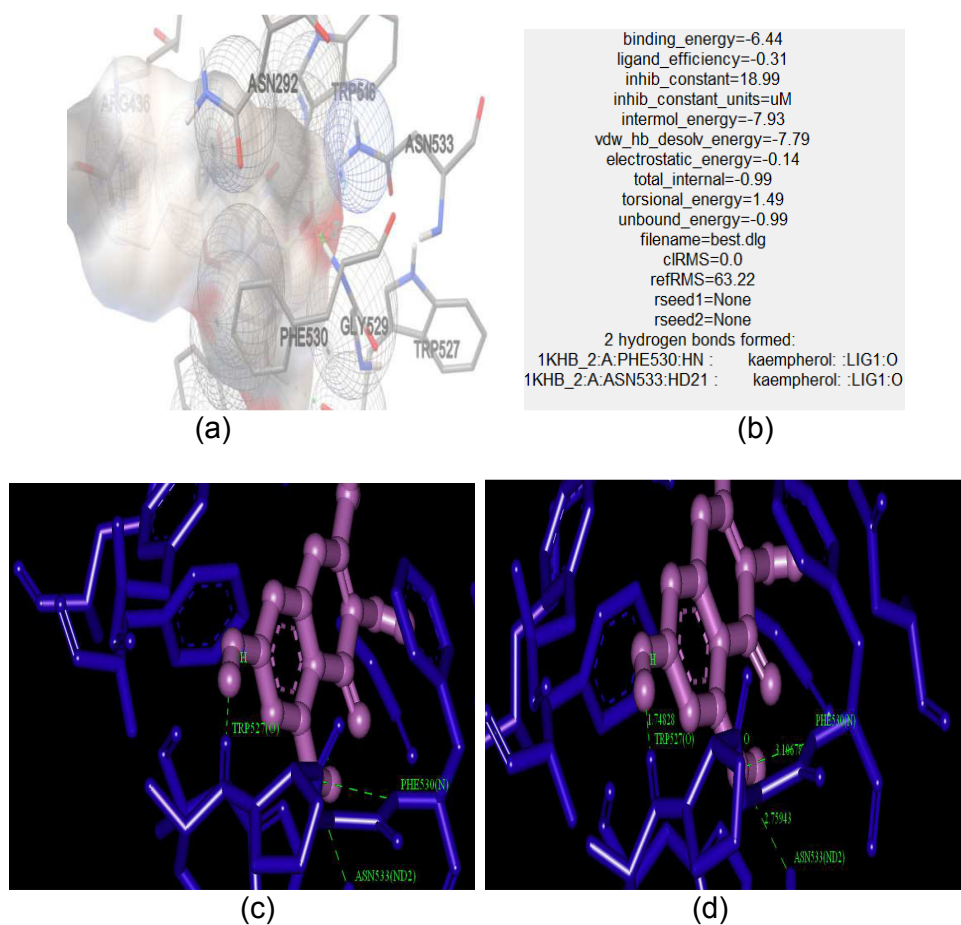 ARG436
ASN292
TRP516
ASN533
PHE530
GLY529
TRP527
(a)
binding_energy=-6.44
ligand_efficiency=-0.31
inhib_constant=18.99
inhib_constant_units=uM
intermol_energy=-7.93
vdw_hb_desolv_energy=-7.79
electrostatic_energy=-0.14
total_internal=-0.99
torsional_energy=1.49
unbound_energy=-0.99
filename=best.dlg
clRMS=0.0
refRMS=63.22
rseed1=None
rseed2=None
2 hydrogen bonds formed:
1KHB_2:A:PHE530:HN : kaempherol: :LIG1:O
1KHB_2:A:ASN533:HD21 : kaempherol: :LIG1:O
(b)
H
TRP527(O)
PHE530(N)
ASN533(ND2)
(c)
H
1.74828
TRP527(O)
O
PHE530(N)
2.75943
ASN533(ND2)
(d)